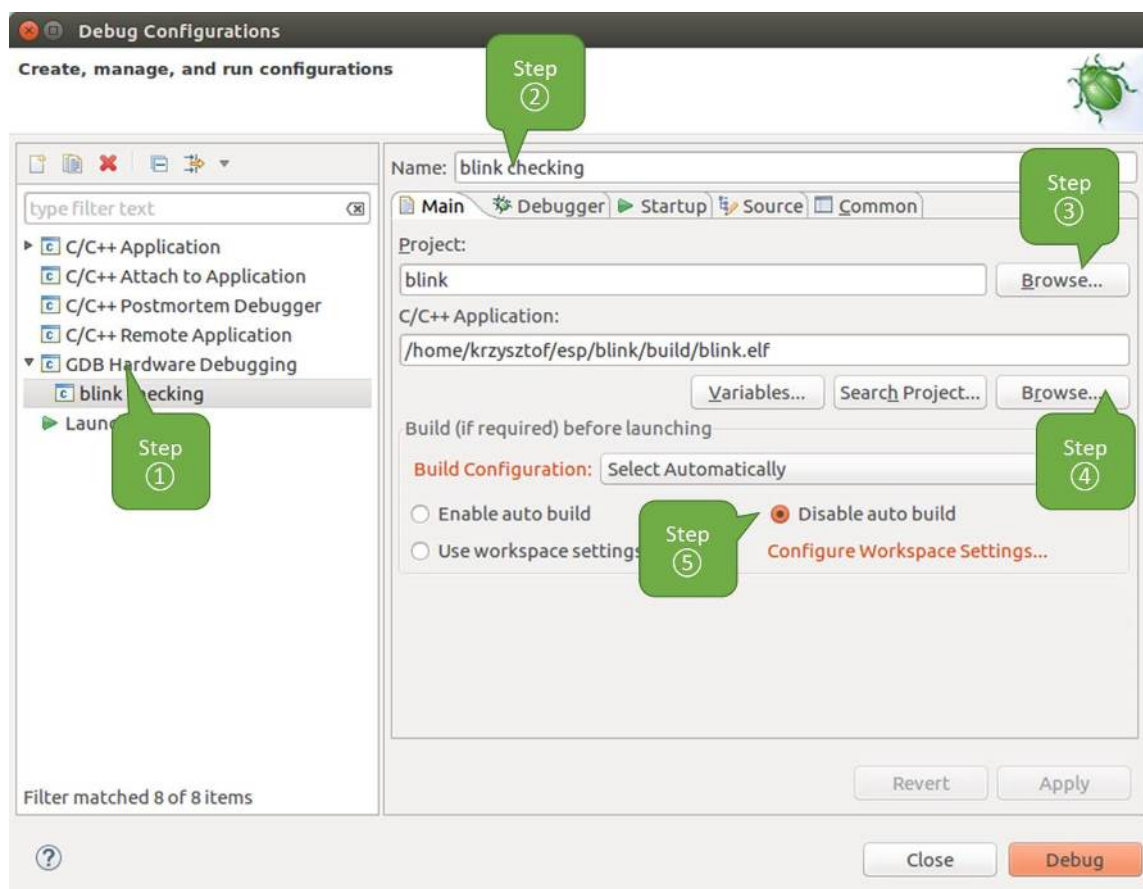 Debug Configurations
Create, manage, and run configurations
Step
②
Name: blink checking
type filter text
Main Debugger Startup Source Common
Step
③
C/C++ Application
C/C++ Attach to Application
C/C++ Postmortem Debugger
C/C++ Remote Application
GDB Hardware Debugging
blink checking
Step
①
Project:
blink
Browse...
C/C++ Application:
/home/krzysztof/esp/blink/build/blink.elf
Variables... Search Project... Browse...
Step
④
Build (if required) before launching
Build Configuration: Select Automatically
Enable auto build
Disable auto build
Use workspace settings
Configure Workspace Settings...
Step
⑤
Filter matched 8 of 8 items
Revert Apply
? Close Debug